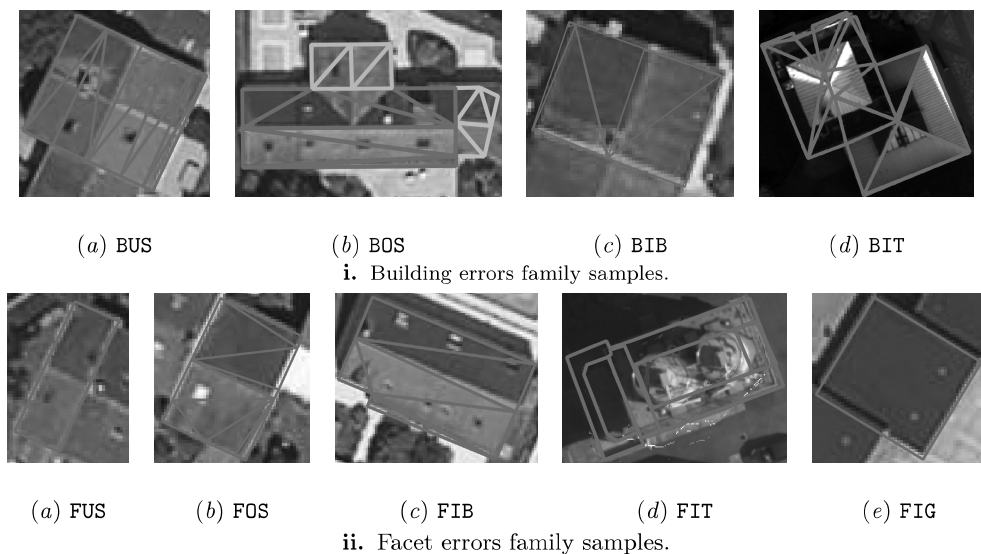 (a) BUS (b) BOS (c) BIB (d) BIT
i. Building errors family samples.
(a) FUS (b) FOS (c) FIB (d) FIT (e) FIG
ii. Facet errors family samples.